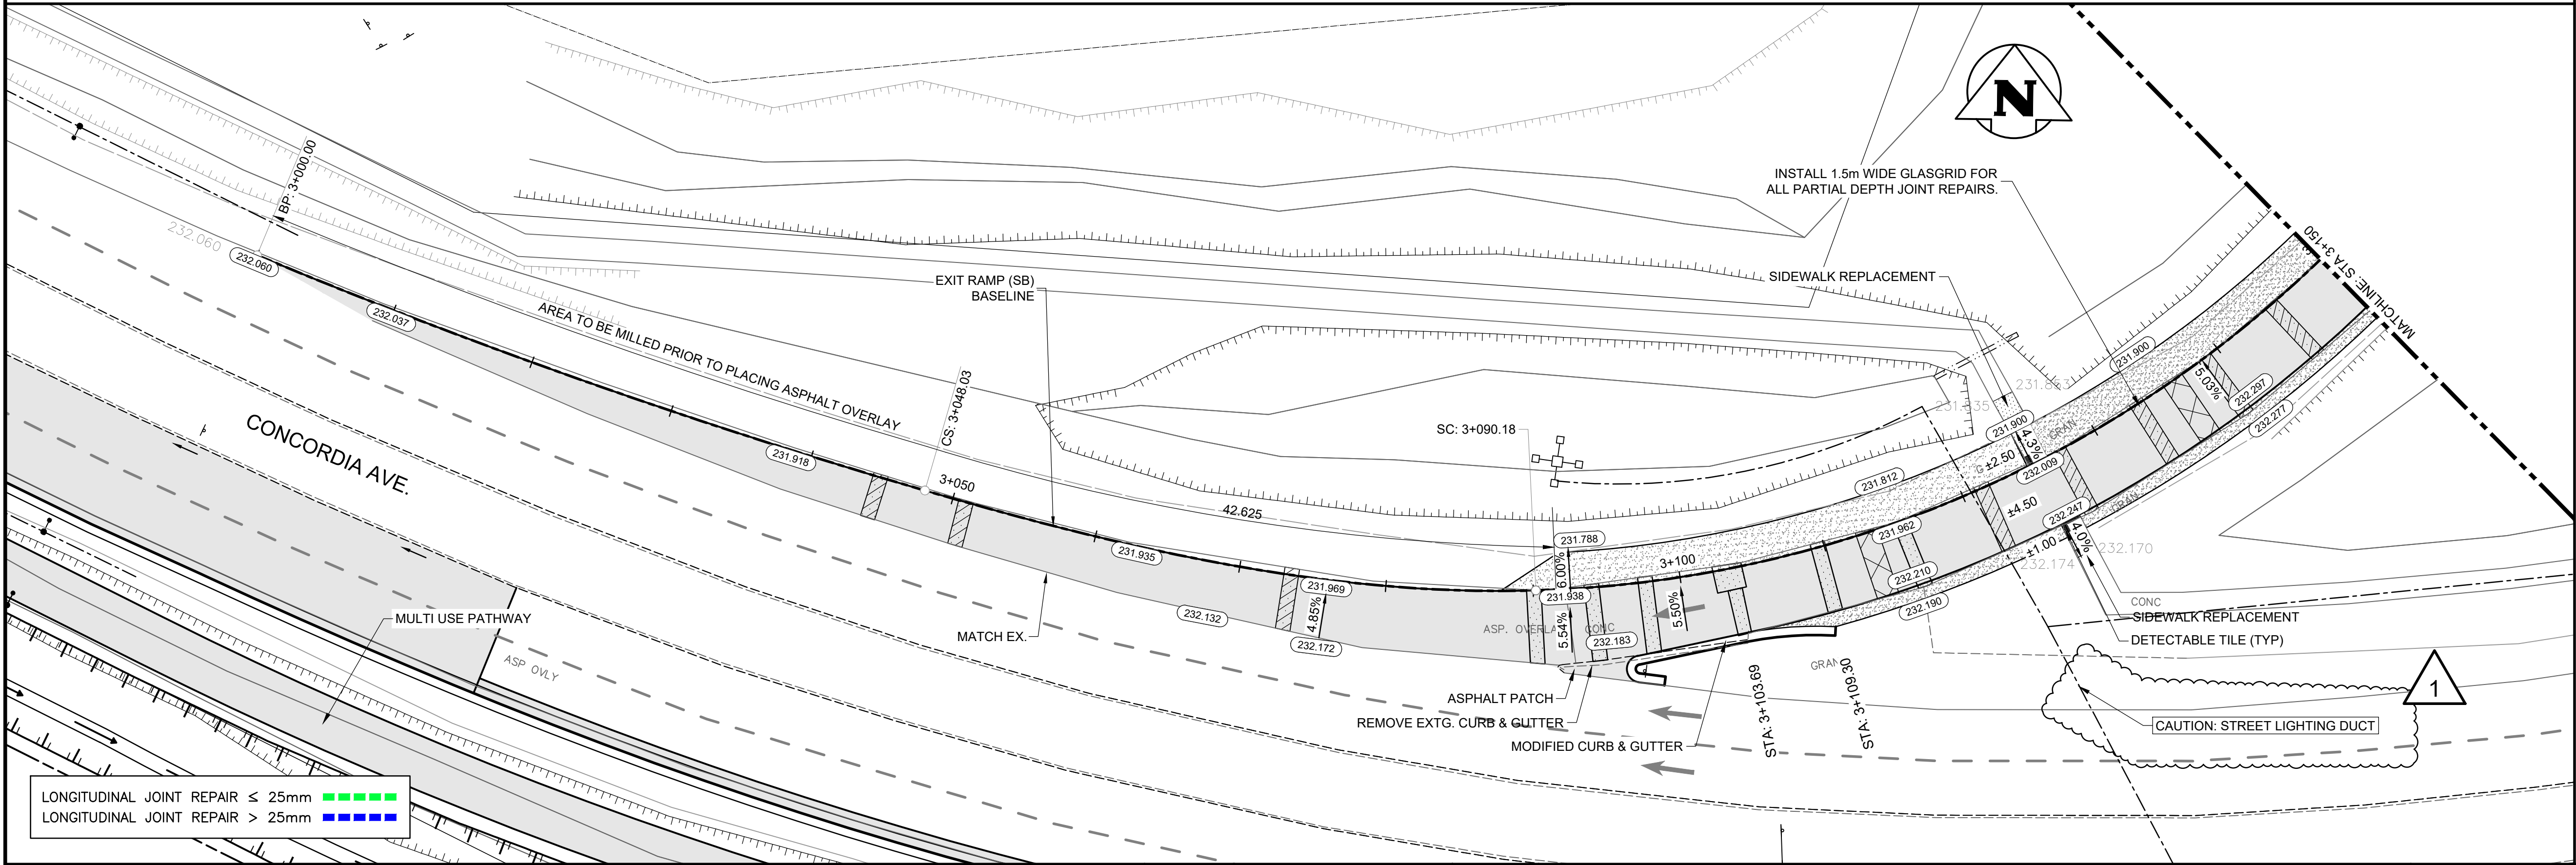 N
INSTALL 1.5m WIDE GLASGRID FOR
ALL PARTIAL DEPTH JOINT REPAIRS.
BP: 3+000.00
232.060
232.060
232.037
EXIT RAMP (SB)
BASELINE
SIDEWALK REPLACEMENT
MATCHLINE: STA 3+150
AREA TO BE MILLED PRIOR TO PLACING ASPHALT OVERLAY
CONCORDIA AVE.
CS: 3+048.03
231.918
3+050
42.625
SC: 3+090.18
231.900
231.853
231.835
231.900
4.3%
GRAN
±2.50
232.009
5.03%
232.297
232.277
231.812
±4.50
232.247
GRAN
4.0%
±1.00
232.170
232.174
231.935
231.788
6.00%
3+100
231.962
232.210
232.190
231.969
4.85%
231.938
5.54%
5.50%
232.132
232.172
232.183
ASP. OVERLA
CONC
MATCH EX.
MULTI USE PATHWAY
ASP OVLY
CONC
SIDEWALK REPLACEMENT
DETECTABLE TILE (TYP)
GRAN
STA: 3+103.69
STA: 3+109.30
ASPHALT PATCH
REMOVE EXTG. CURB & GUTTER
MODIFIED CURB & GUTTER
1
CAUTION: STREET LIGHTING DUCT
LONGITUDINAL JOINT REPAIR ≤ 25mm
LONGITUDINAL JOINT REPAIR > 25mm